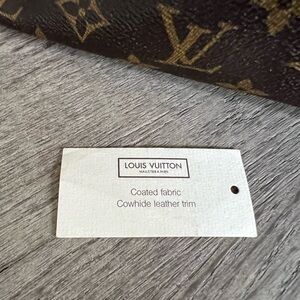 LOUIS VUITTON
MALLETIER A PARIS
Coated fabric
Cowhide leather trim